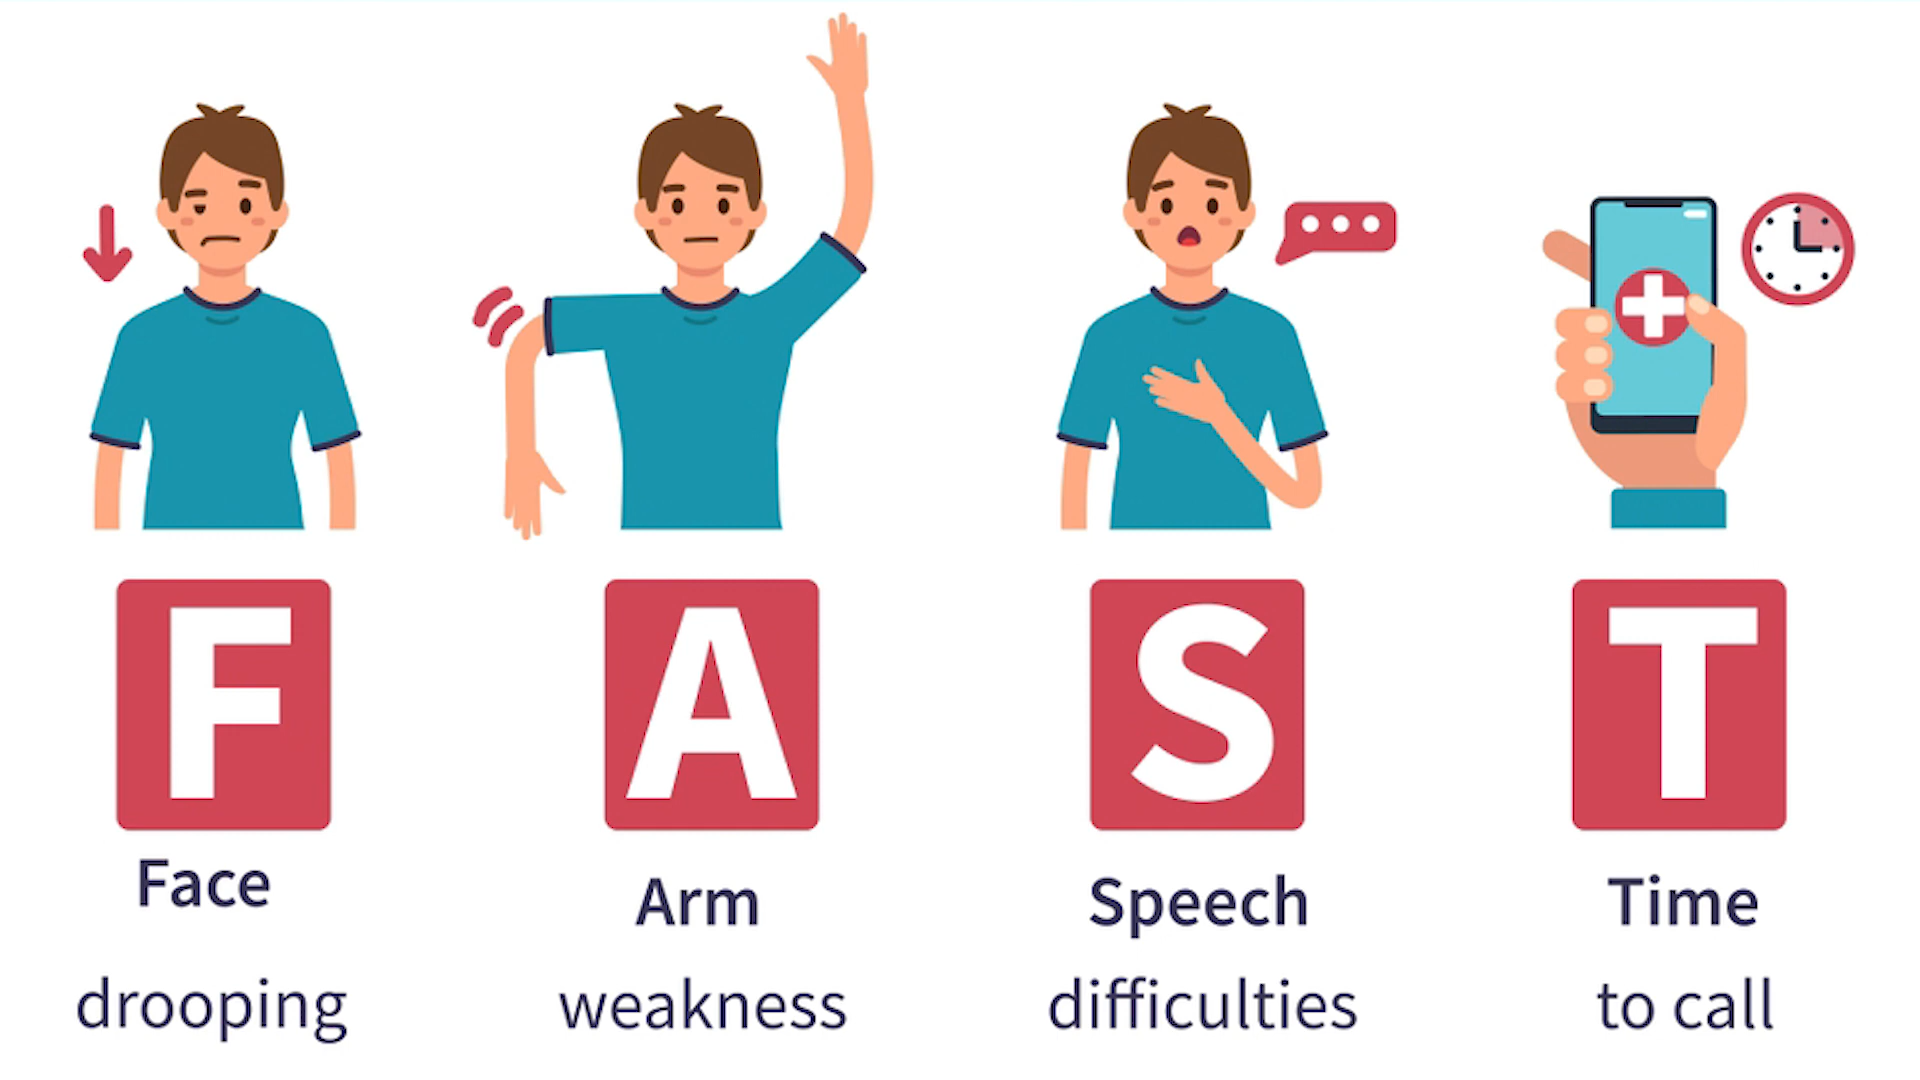 F A S T
Face Arm Speech Time
drooping weakness difficulties to call